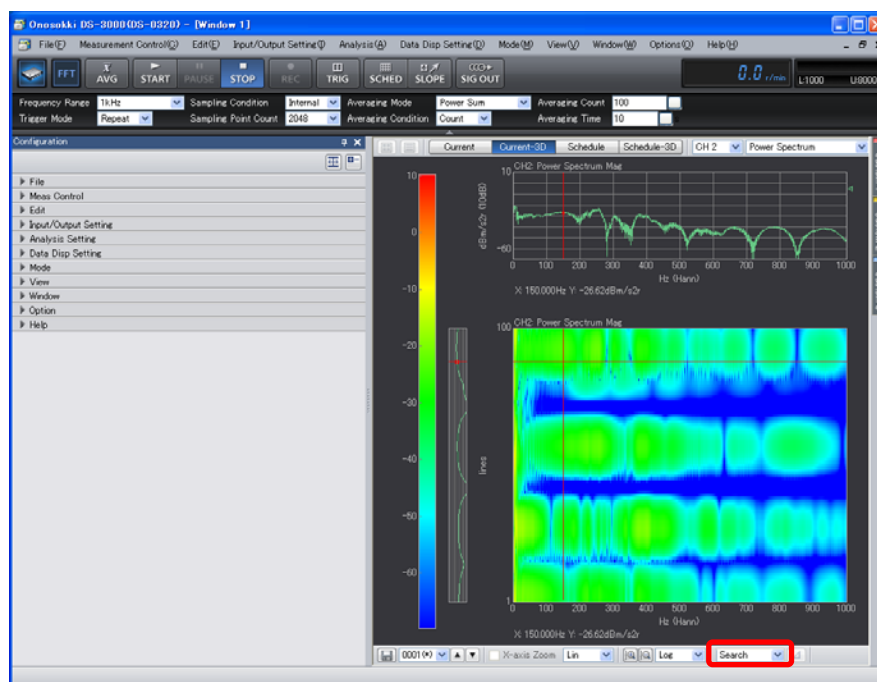 Onosokki DS-3000(DS-0320) - [Window 1]
File(F) Measurement Control(C) Edit(E) Input/Output Setting(I) Analysis(A) Data Disp Setting(D) Mode(M) View(V) Window(W) Options(O) Help(H)
FFT AVG START PAUSE STOP REC TRIG SCHED SLOPE SIG OUT 0.0 r/min L:1000 U:8000
Frequency Range 1kHz Sampling Condition Internal Averaging Mode Power Sum Averaging Count 100
Trigger Mode Repeat Sampling Point Count 2048 Averaging Condition Count Averaging Time 10
Configuration
Current Current-3D Schedule Schedule-3D CH 2 Power Spectrum
File
Meas Control
Edit
Input/Output Setting
Analysis Setting
Data Disp Setting
Mode
View
Window
Option
Help
10
0
-10
-20
-30
-40
-50
-60
CH2: Power Spectrum Mag
10
dBm/s2r (10dB)
-60
0 100 200 300 400 500 600 700 800 900 1000
Hz (Hann)
X: 150.000Hz Y: -26.62dBm/s2r
CH2: Power Spectrum Mag
100
lines
1
0 100 200 300 400 500 600 700 800 900 1000
Hz (Hann)
X: 150.000Hz Y: -26.62dBm/s2r
0001(*) X-axis Zoom Lin Log Search